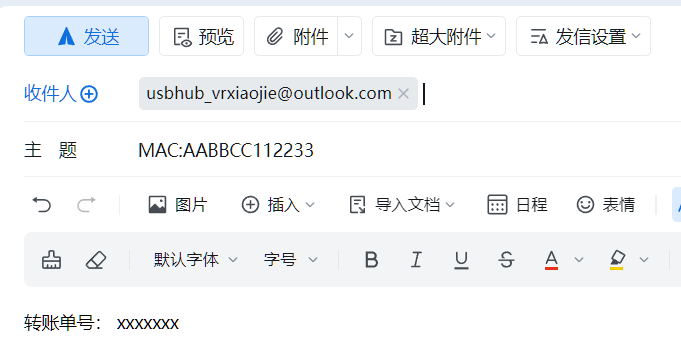 发送 预览 附件 超大附件 发信设置
收件人 usbhub_vrxiaojie@outlook.com
主 题 MAC:AABBCC112233
图片 插入 导入文档 日程 表情
默认字体 字号 B I U S A
转账单号： xxxxxxx